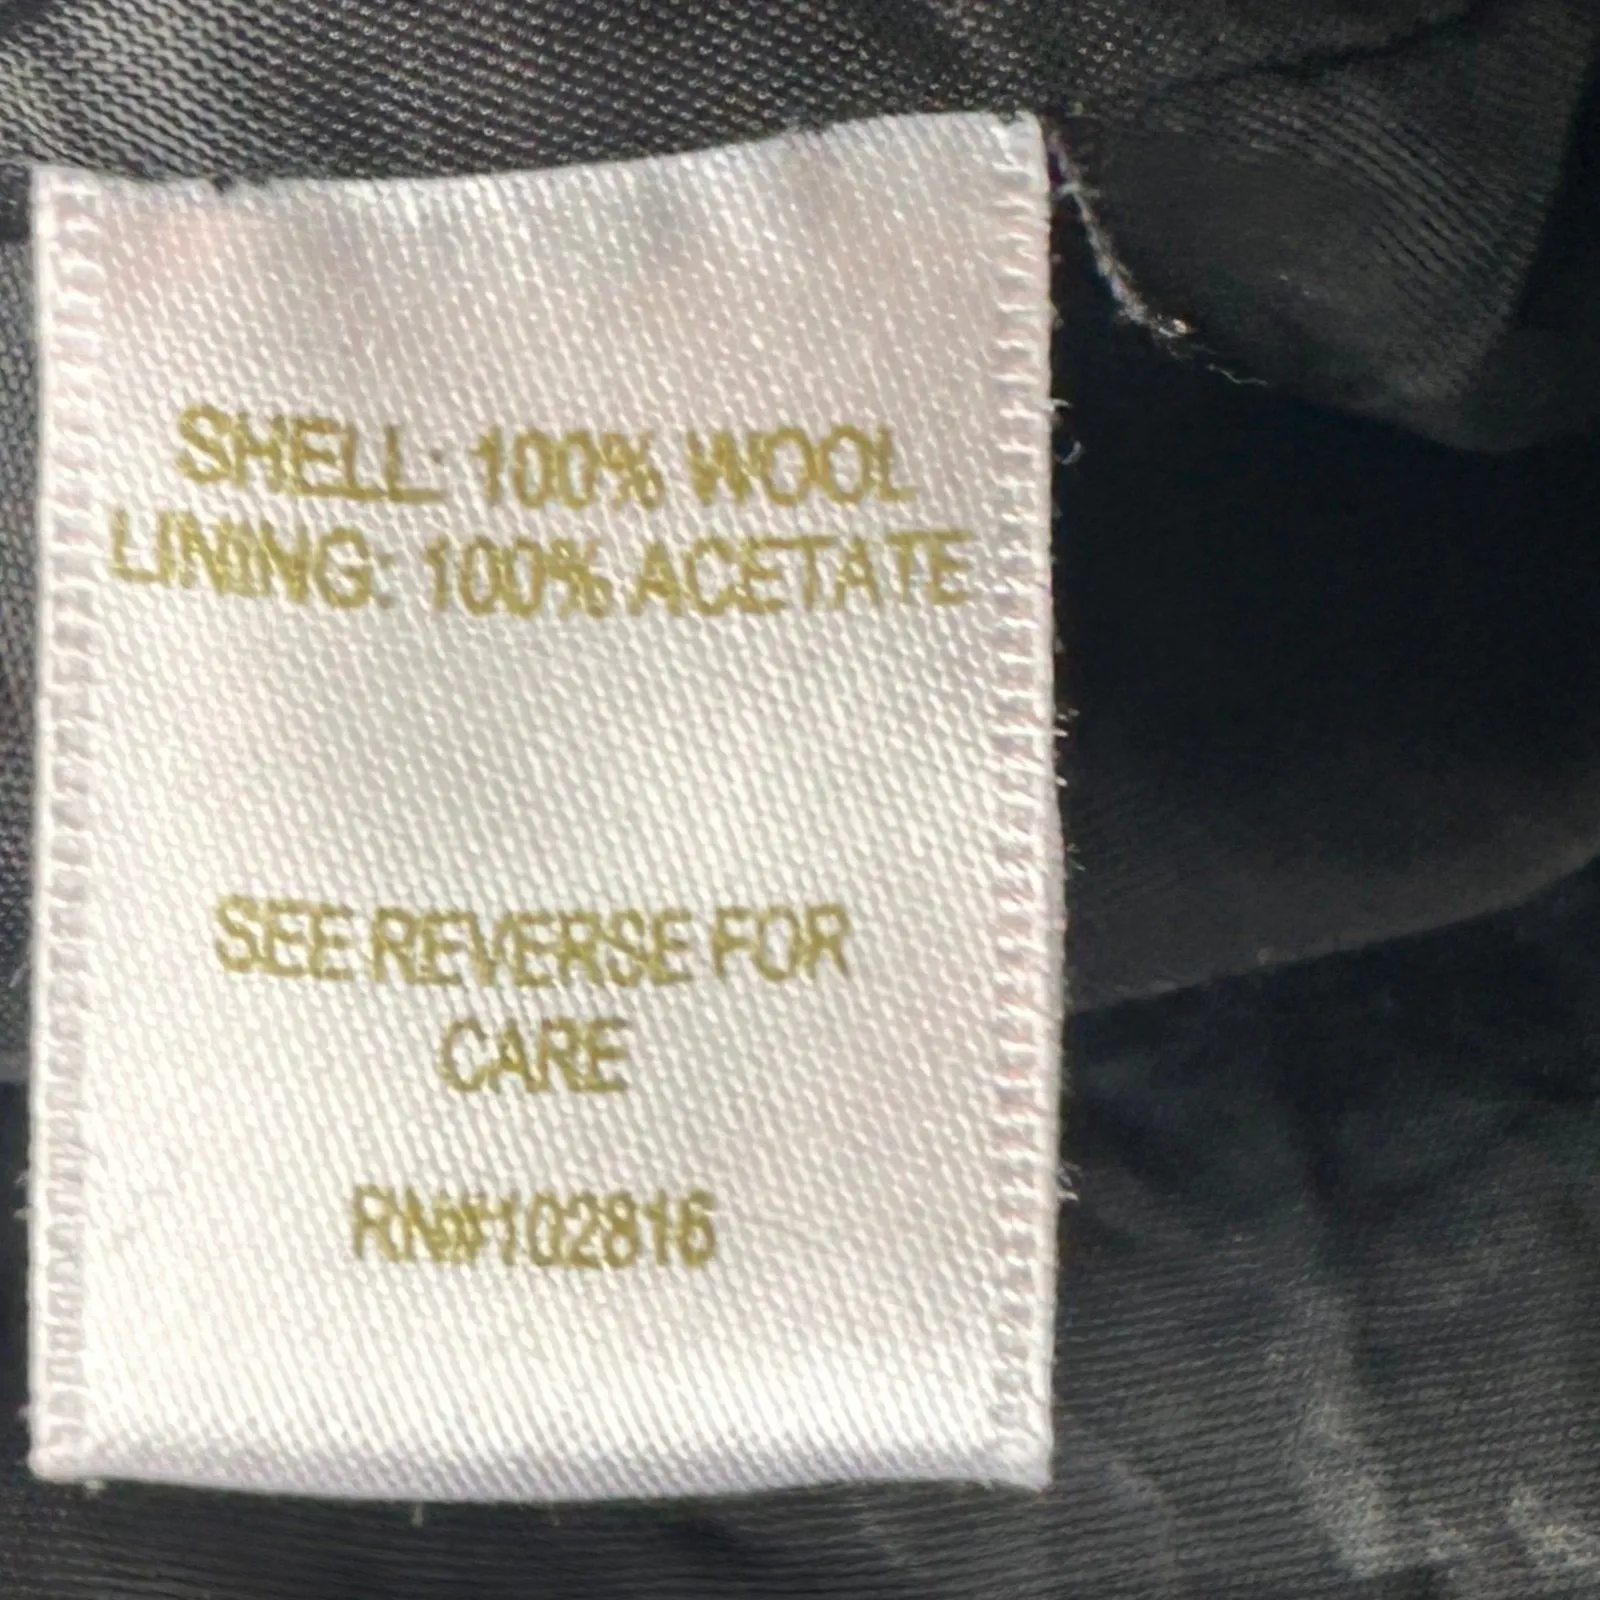 SHELL: 100% WOOL
LINING: 100% ACETATE
SEE REVERSE FOR
CARE
RN#102816